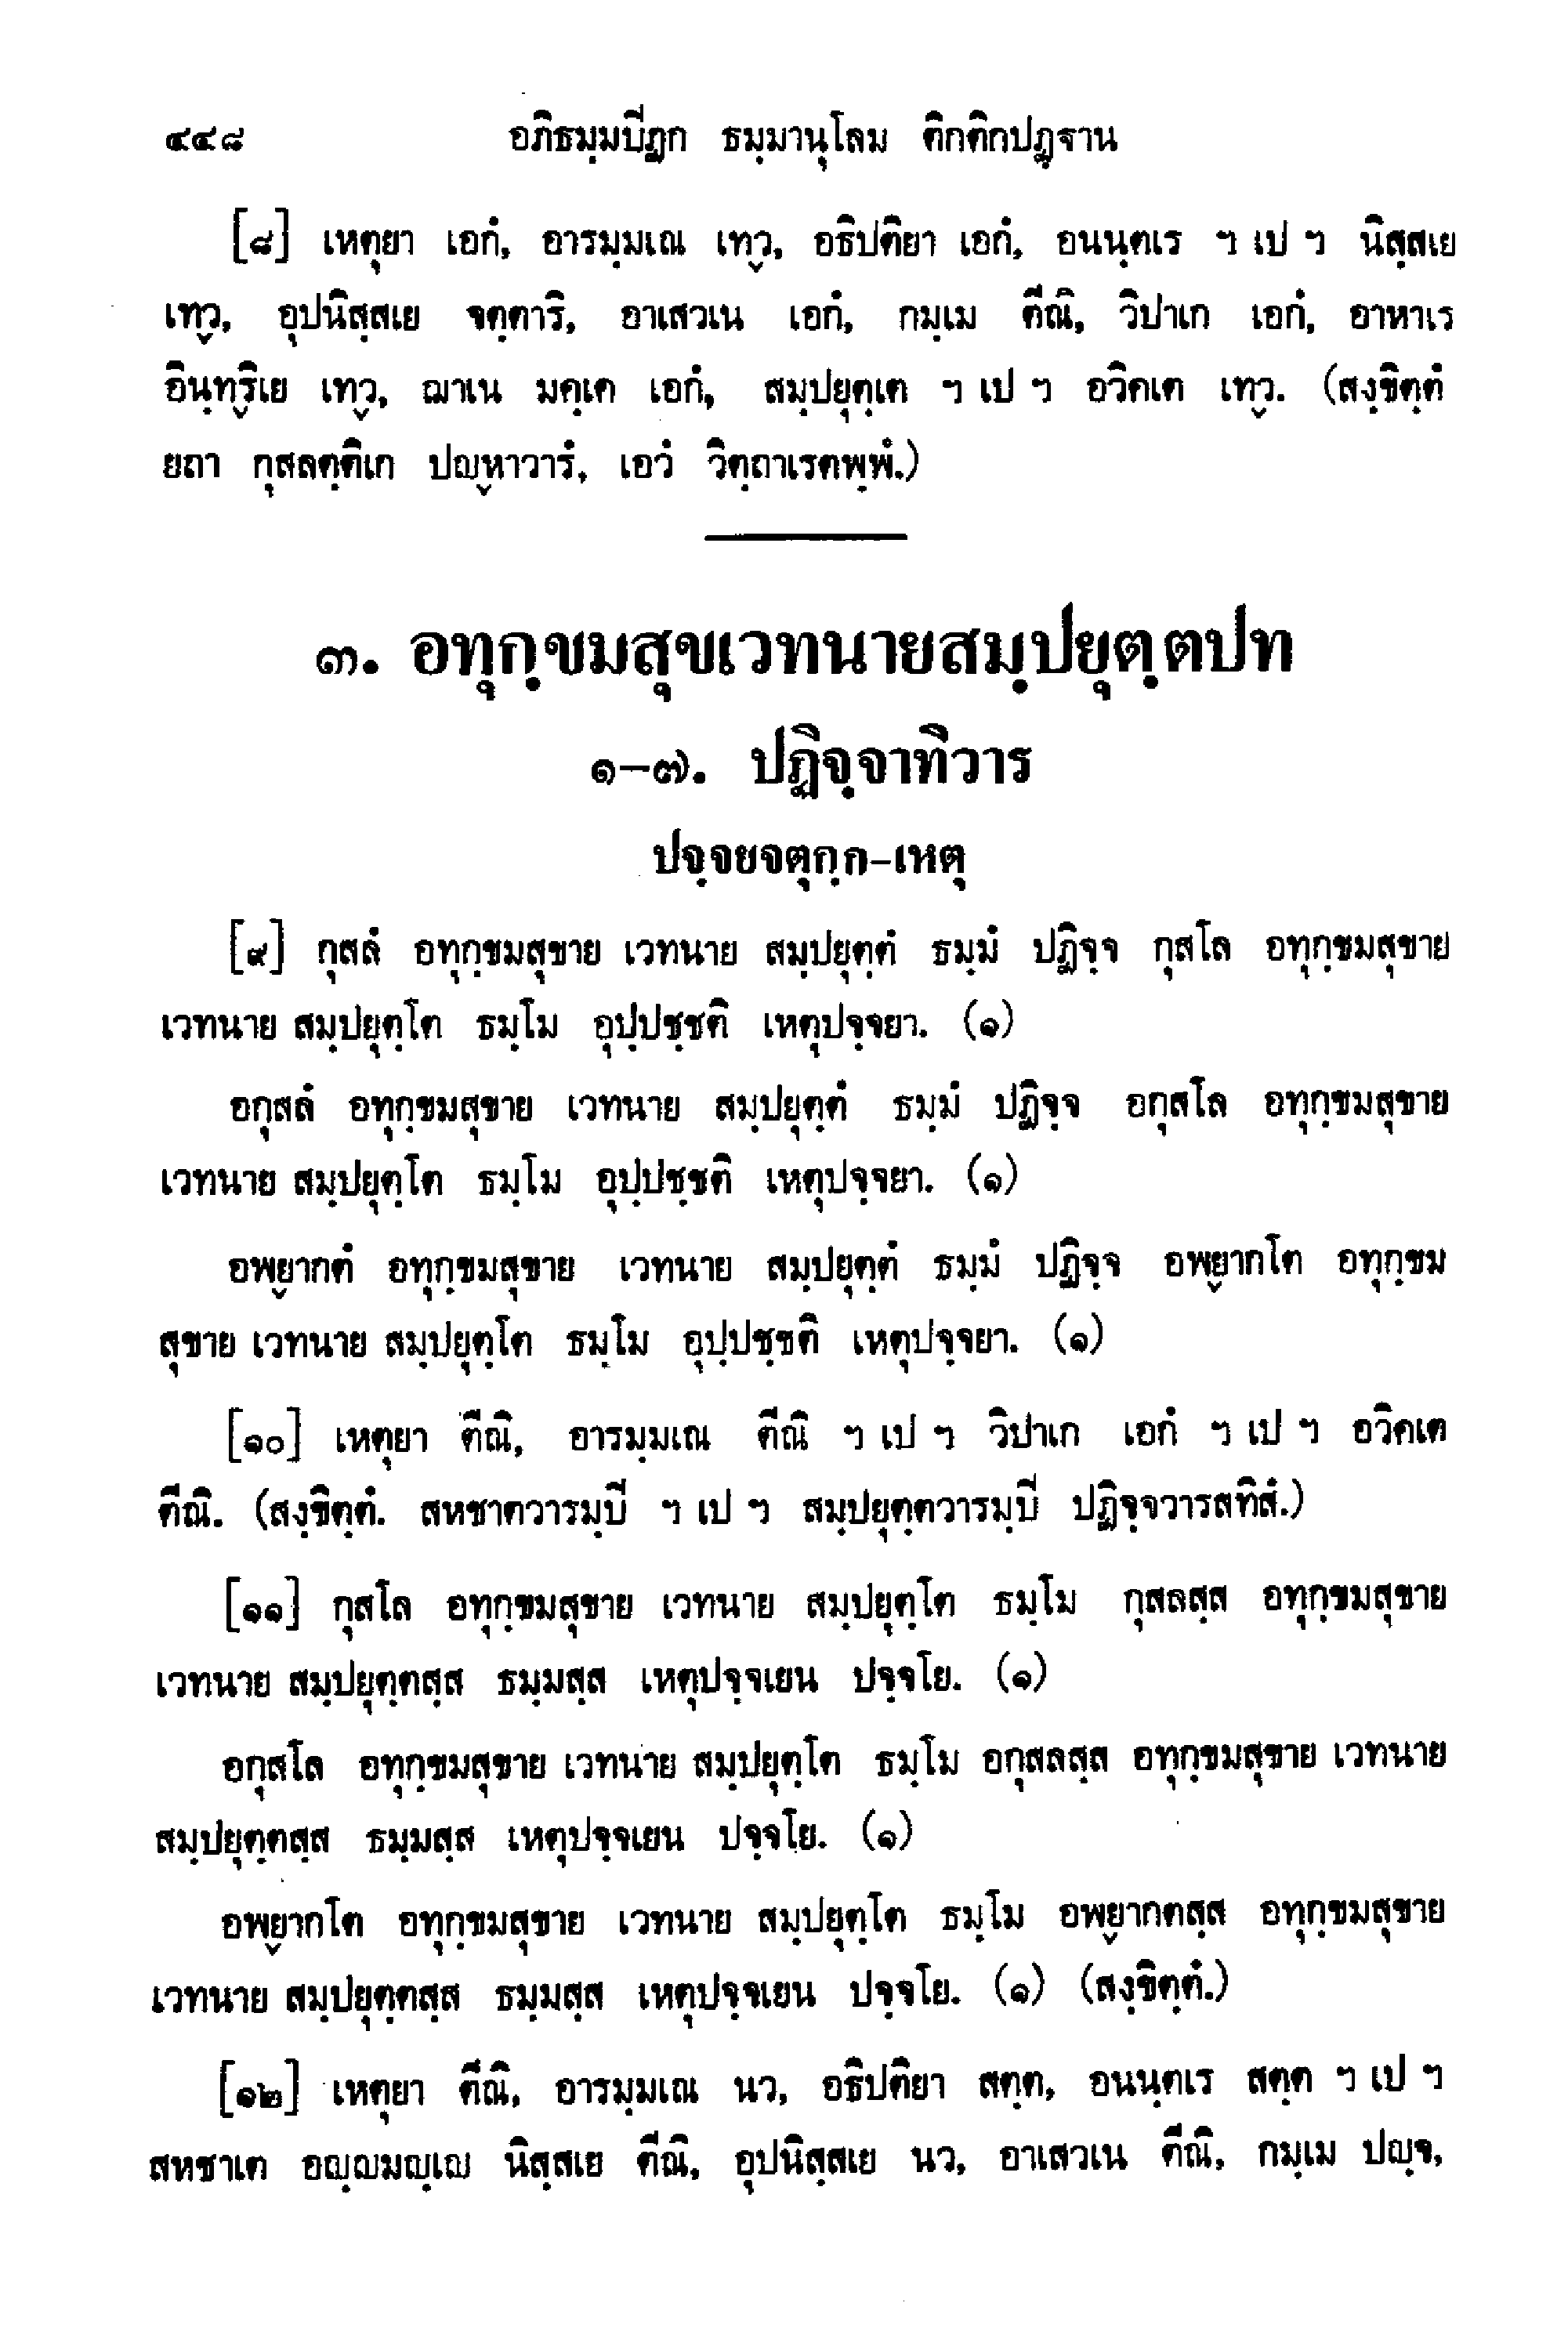 ๔๔๘ อภิธมฺมปิฏก ธมฺมานุโลม ติกติกปฏฺฐาน
[๘] เหตุยา เอกํ, อารมฺมเณ เทฺว, อธิปติยา เอกํ, อนนฺตเร ฯ เป ฯ นิสฺสเย
เทฺว, อุปนิสฺสเย จตฺตาริ, อาเสวเน เอกํ, กมฺเม ตีณิ, วิปาเก เอกํ, อาหาเร
อินฺทฺริเย เทฺว, ฌาเน มคฺเค เอกํ, สมฺปยุตฺเต ฯ เป ฯ อวิคเต เทฺว. (สงฺขิตฺตํ
ยถา กุสลตฺติเก ปญฺหาวารํ, เอวํ วิตฺถาเรตพฺพํ.)
๓. อทุกฺขมสุขเวทนายสมฺปยุตฺตปท
๑–๗. ปฏิจฺจาทิวาร
ปจฺจยจตุกฺก–เหตุ
[๙] กุสลํ อทุกฺขมสุขาย เวทนาย สมฺปยุตฺตํ ธมฺมํ ปฏิจฺจ กุสโล อทุกฺขมสุขาย
เวทนาย สมฺปยุตฺโต ธมฺโม อุปฺปชฺชติ เหตุปจฺจยา. (๑)
อกุสลํ อทุกฺขมสุขาย เวทนาย สมฺปยุตฺตํ ธมฺมํ ปฏิจฺจ อกุสโล อทุกฺขมสุขาย
เวทนาย สมฺปยุตฺโต ธมฺโม อุปฺปชฺชติ เหตุปจฺจยา. (๑)
อพฺยากตํ อทุกฺขมสุขาย เวทนาย สมฺปยุตฺตํ ธมฺมํ ปฏิจฺจ อพฺยากโต อทุกฺขม
สุขาย เวทนาย สมฺปยุตฺโต ธมฺโม อุปฺปชฺชติ เหตุปจฺจยา. (๑)
[๑๐] เหตุยา ตีณิ, อารมฺมเณ ตีณิ ฯ เป ฯ วิปาเก เอกํ ฯ เป ฯ อวิคเต
ตีณิ. (สงฺขิตฺตํ. สหชาตวารมฺปิ ฯ เป ฯ สมฺปยุตฺตวารมฺปิ ปฏิจฺจวารสทิสํ.)
[๑๑] กุสโล อทุกฺขมสุขาย เวทนาย สมฺปยุตฺโต ธมฺโม กุสลสฺส อทุกฺขมสุขาย
เวทนาย สมฺปยุตฺตสฺส ธมฺมสฺส เหตุปจฺจเยน ปจฺจโย. (๑)
อกุสโล อทุกฺขมสุขาย เวทนาย สมฺปยุตฺโต ธมฺโม อกุสลสฺส อทุกฺขมสุขาย เวทนาย
สมฺปยุตฺตสฺส ธมฺมสฺส เหตุปจฺจเยน ปจฺจโย. (๑)
อพฺยากโต อทุกฺขมสุขาย เวทนาย สมฺปยุตฺโต ธมฺโม อพฺยากตสฺส อทุกฺขมสุขาย
เวทนาย สมฺปยุตฺตสฺส ธมฺมสฺส เหตุปจฺจเยน ปจฺจโย. (๑) (สงฺขิตฺตํ.)
[๑๒] เหตุยา ตีณิ, อารมฺมเณ นว, อธิปติยา สตฺต, อนนฺตเร สตฺต ฯ เป ฯ
สหชาเต อญฺญมญฺเญ นิสฺสเย ตีณิ, อุปนิสฺสเย นว, อาเสวเน ตีณิ, กมฺเม ปญฺจ,